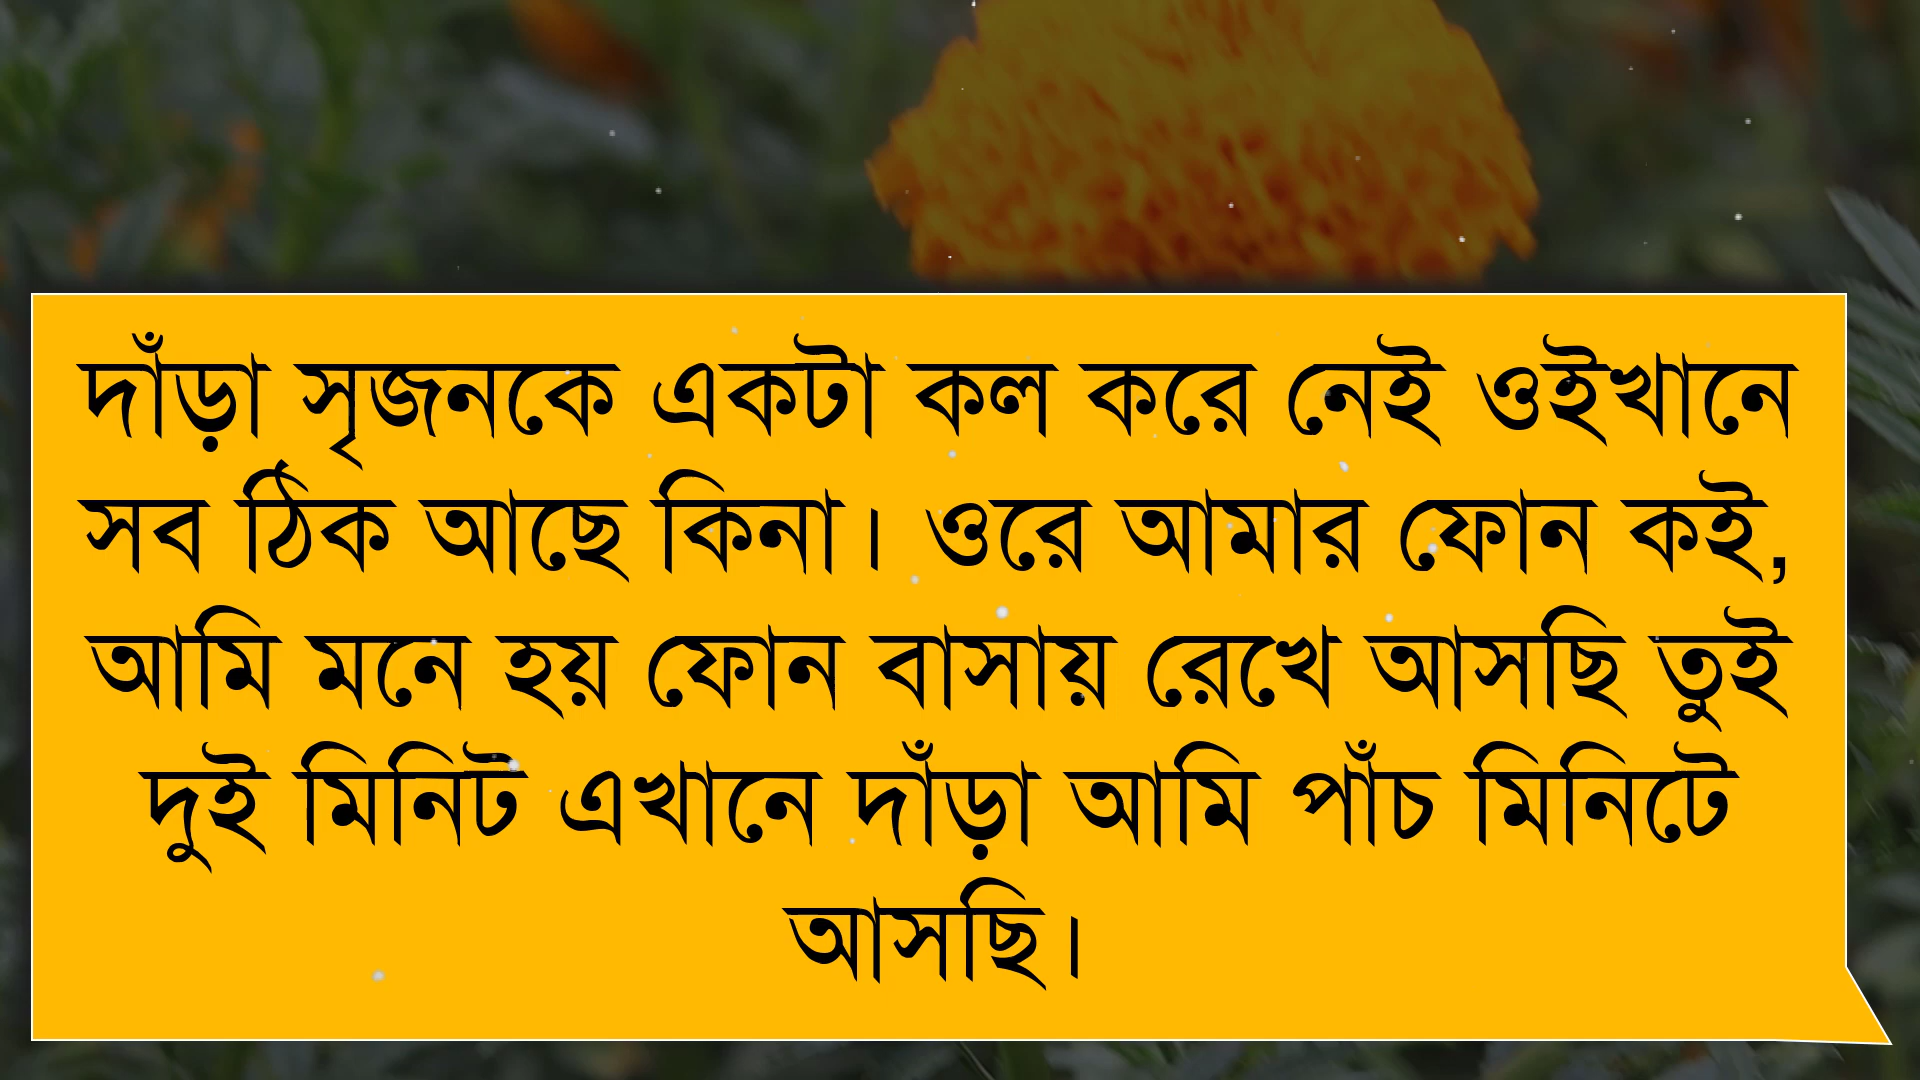 দাঁড়া সৃজনকে একটা কল করে নেই ওইখানে
সব ঠিক আছে কিনা। ওরে আমার ফোন কই,
আমি মনে হয় ফোন বাসায় রেখে আসছি তুই
দুই মিনিট এখানে দাঁড়া আমি পাঁচ মিনিটে
আসছি।